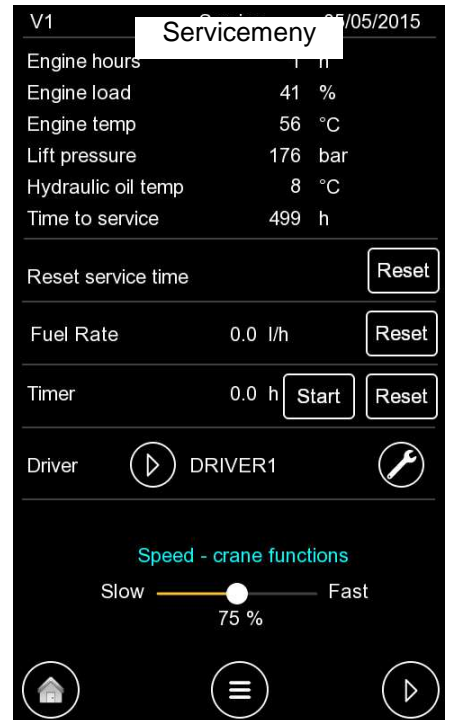 V1 Servicemeny /05/2015
Engine hours 1 h
Engine load 41 %
Engine temp 56 °C
Lift pressure 176 bar
Hydraulic oil temp 8 °C
Time to service 499 h
Reset service time Reset
Fuel Rate 0.0 l/h Reset
Timer 0.0 h Start Reset
Driver DRIVER1
Speed - crane functions
Slow Fast
75 %